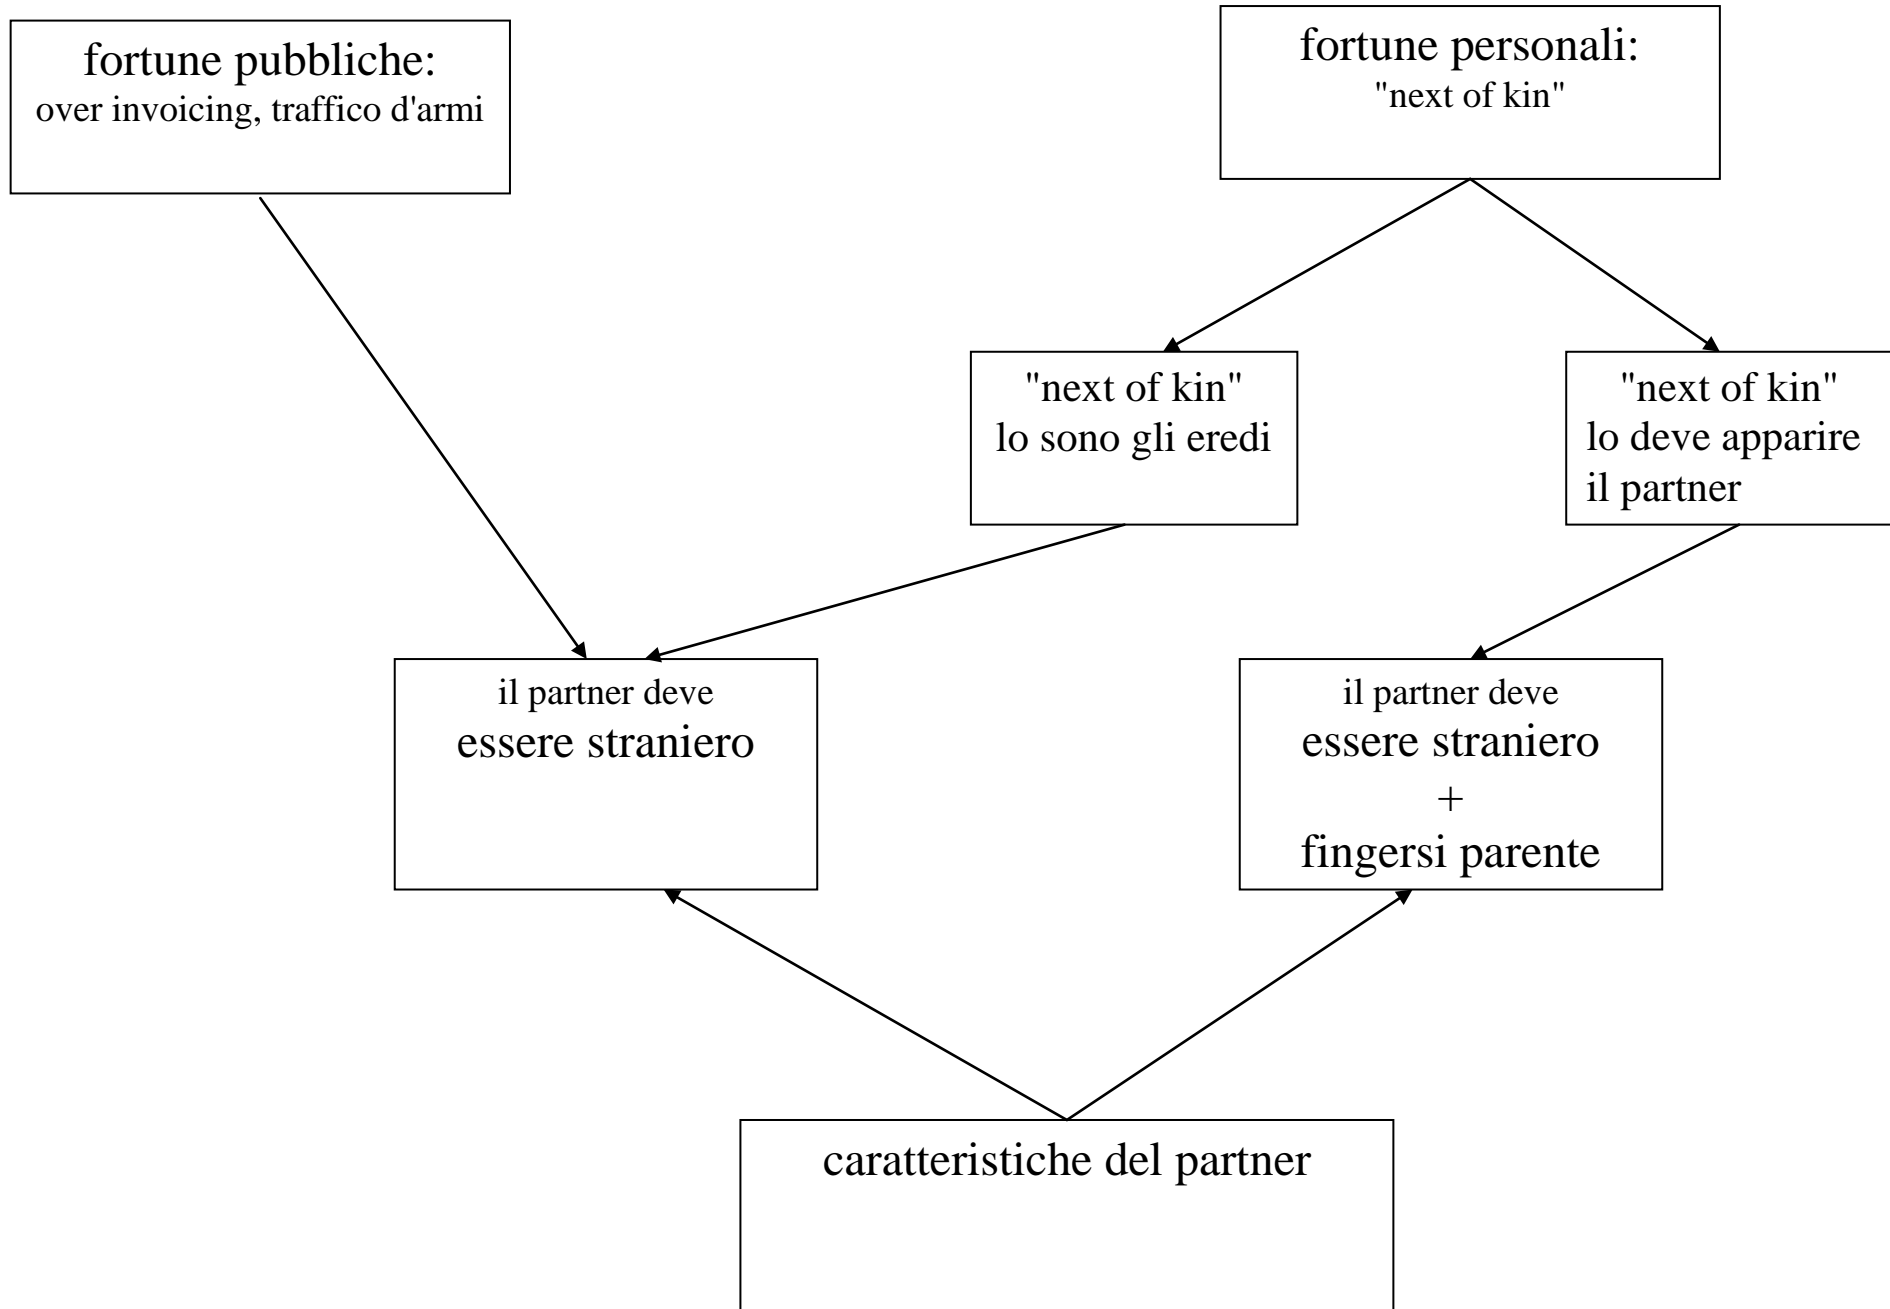 fortune pubbliche:
over invoicing, traffico d'armi
fortune personali:
"next of kin"
"next of kin"
lo sono gli eredi
"next of kin"
lo deve apparire
il partner
il partner deve
essere straniero
il partner deve
essere straniero
+
fingersi parente
caratteristiche del partner